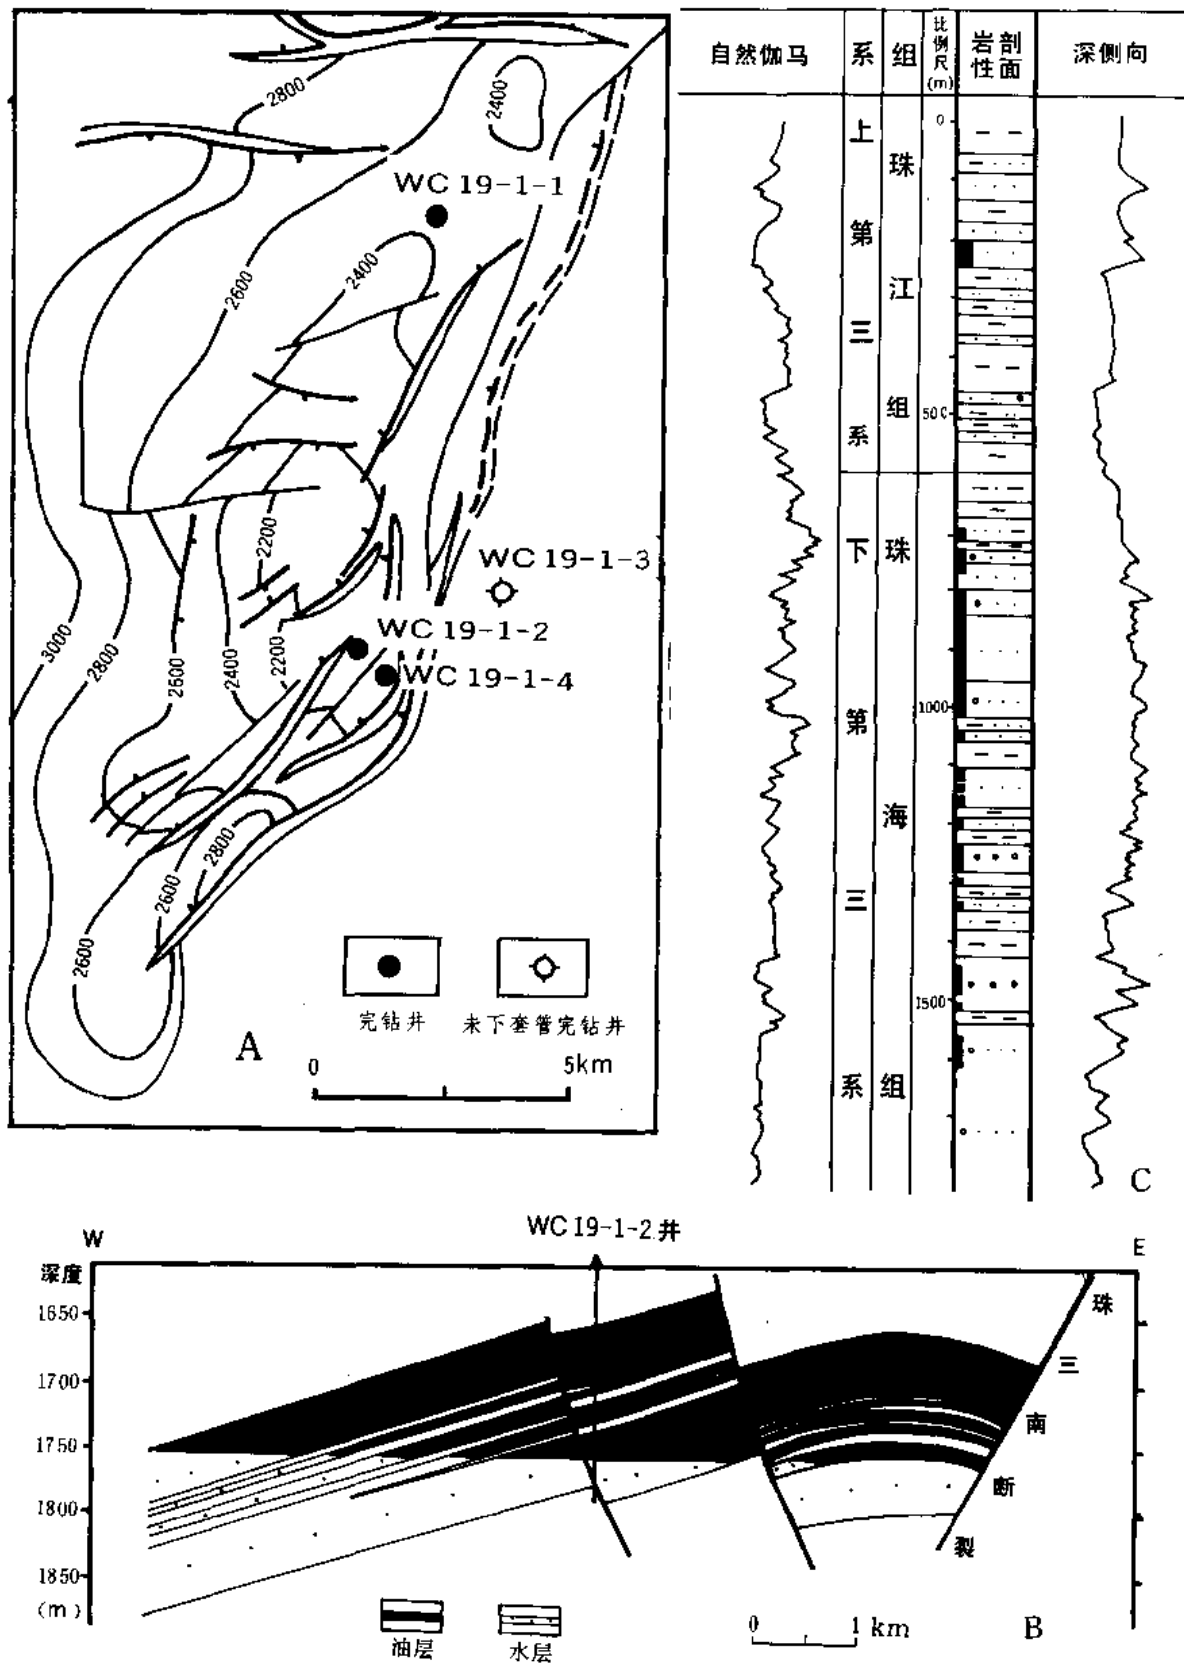 2800
2400
WC 19-1-1
2400
2600
2200
WC 19-1-3
WC 19-1-2
WC 19-1-4
3000
2800
2600
2400
2200
2800
2600
2600
完钻井
未下套管完钻井
A
0
5km
自然伽马
系
组
比例尺(m)
岩性剖面
深侧向
上第三系
珠江组
下第三系
珠海组
0
500
1000
1500
C
WC19-1-2井
W
E
深度
1650
1700
1750
1800
1850
(m)
珠三南断裂
油层
水层
0
1 km
B